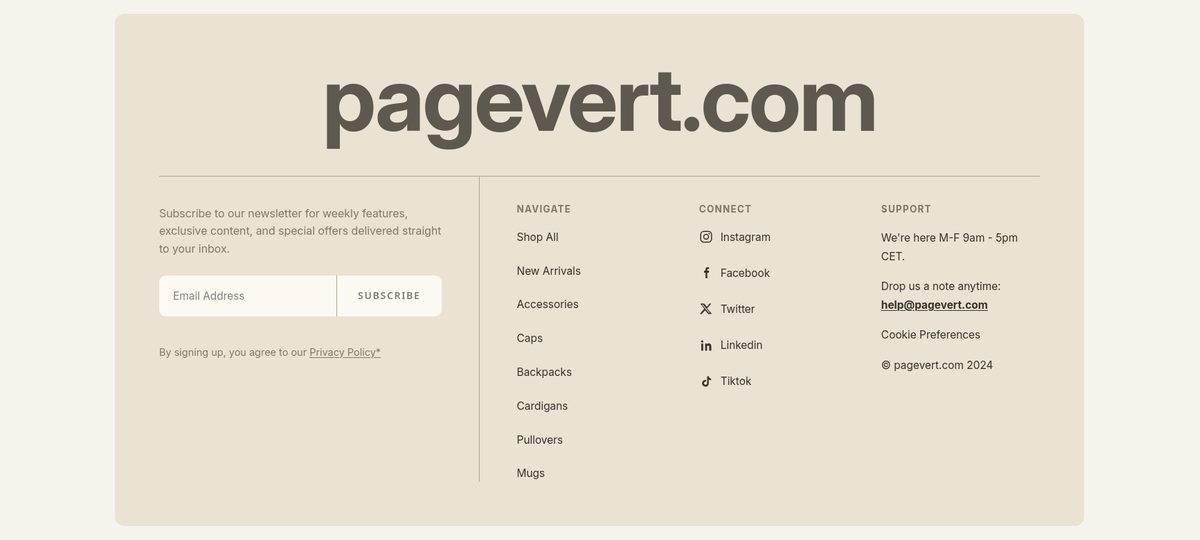 pagevert.com
Subscribe to our newsletter for weekly features,
exclusive content, and special offers delivered straight
to your inbox.
Email Address
SUBSCRIBE
By signing up, you agree to our Privacy Policy*
NAVIGATE
Shop All
New Arrivals
Accessories
Caps
Backpacks
Cardigans
Pullovers
Mugs
CONNECT
Instagram
Facebook
Twitter
Linkedin
Tiktok
SUPPORT
We're here M-F 9am - 5pm
CET.
Drop us a note anytime:
help@pagevert.com
Cookie Preferences
© pagevert.com 2024